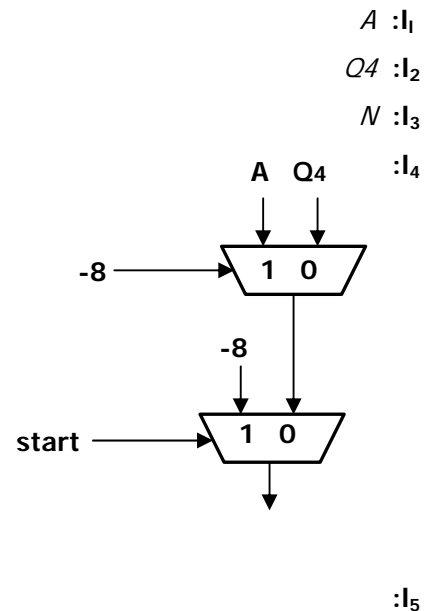 A :I₁
Q4 :I₂
N :I₃
:I₄
A Q4
-8
1 0
-8
start
1 0
:I₅